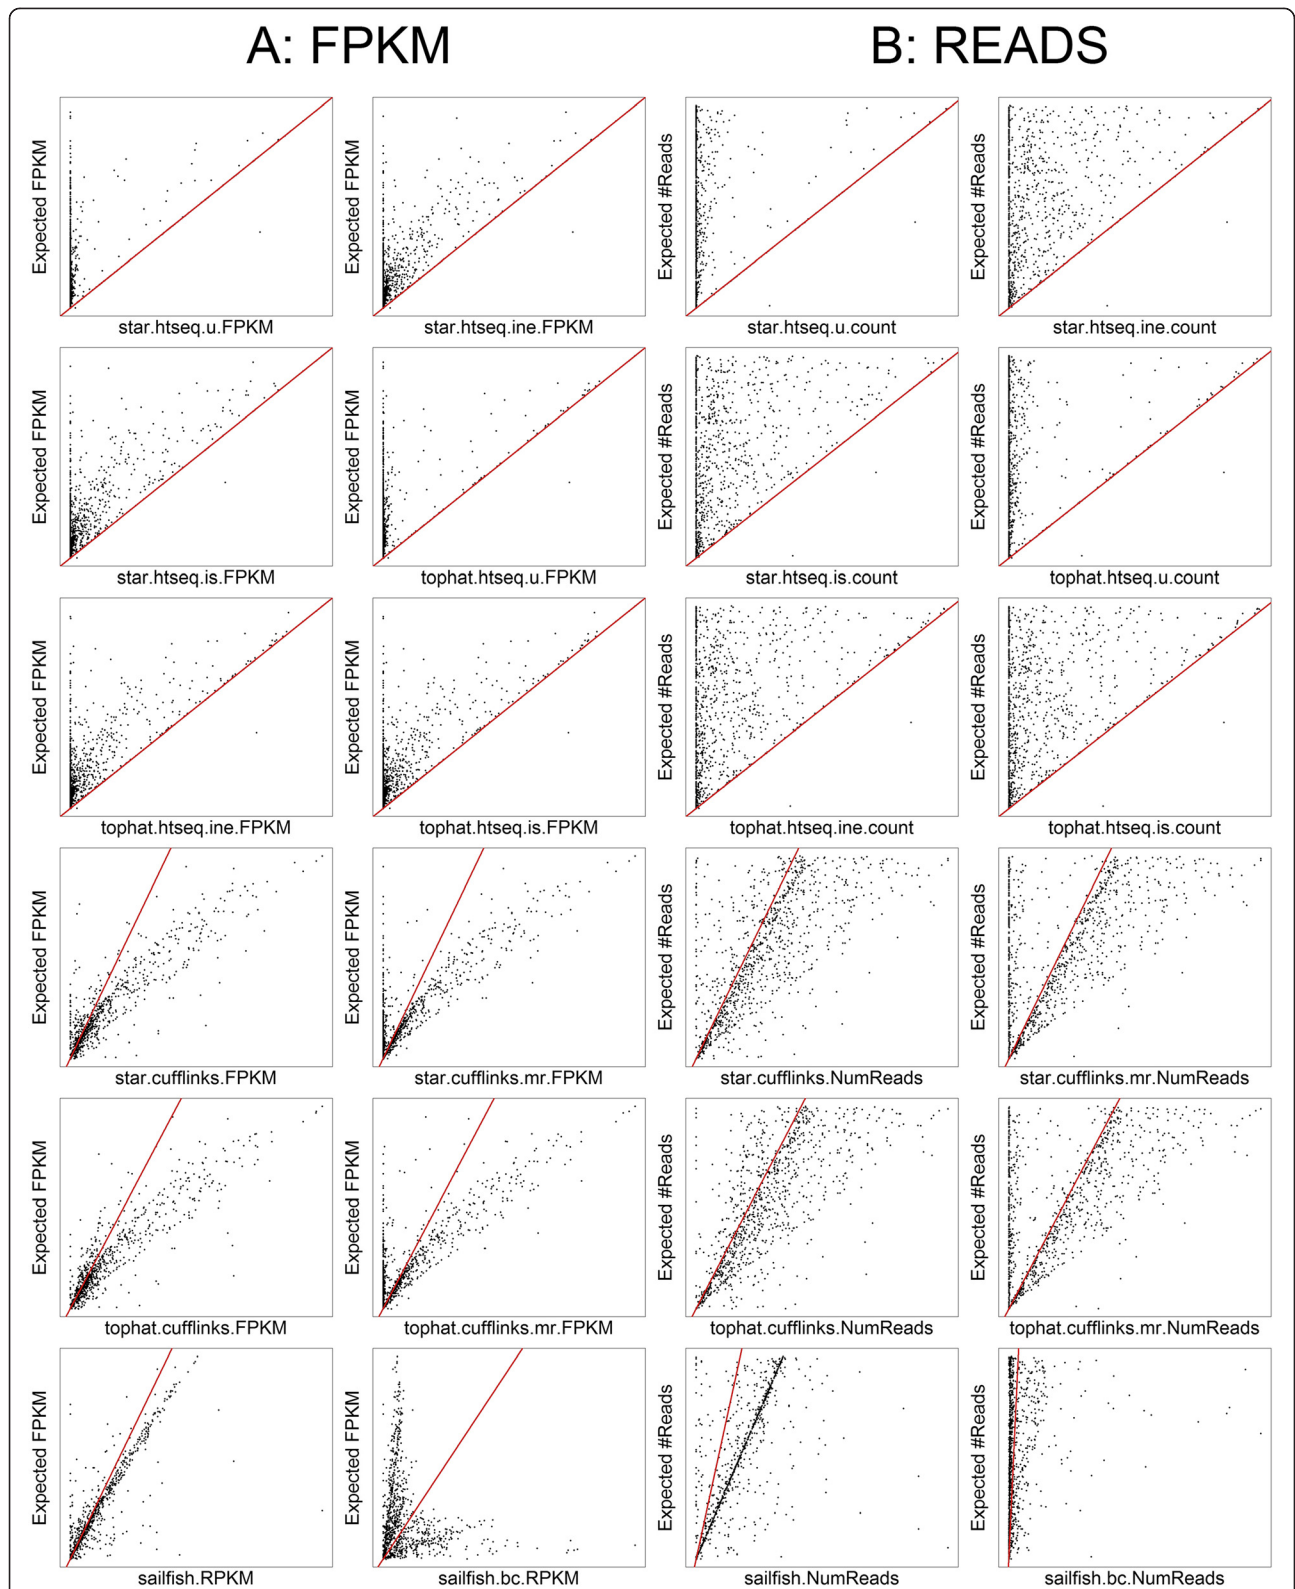 A: FPKM
B: READS
Expected FPKM
Expected FPKM
Expected #Reads
Expected #Reads
star.htseq.u.FPKM
star.htseq.ine.FPKM
star.htseq.u.count
star.htseq.ine.count
Expected FPKM
Expected FPKM
Expected #Reads
Expected #Reads
star.htseq.is.FPKM
tophat.htseq.u.FPKM
star.htseq.is.count
tophat.htseq.u.count
Expected FPKM
Expected FPKM
Expected #Reads
Expected #Reads
tophat.htseq.ine.FPKM
tophat.htseq.is.FPKM
tophat.htseq.ine.count
tophat.htseq.is.count
Expected FPKM
Expected FPKM
Expected #Reads
Expected #Reads
star.cufflinks.FPKM
star.cufflinks.mr.FPKM
star.cufflinks.NumReads
star.cufflinks.mr.NumReads
Expected FPKM
Expected FPKM
Expected #Reads
Expected #Reads
tophat.cufflinks.FPKM
tophat.cufflinks.mr.FPKM
tophat.cufflinks.NumReads
tophat.cufflinks.mr.NumReads
Expected FPKM
Expected FPKM
Expected #Reads
Expected #Reads
sailfish.RPKM
sailfish.bc.RPKM
sailfish.NumReads
sailfish.bc.NumReads